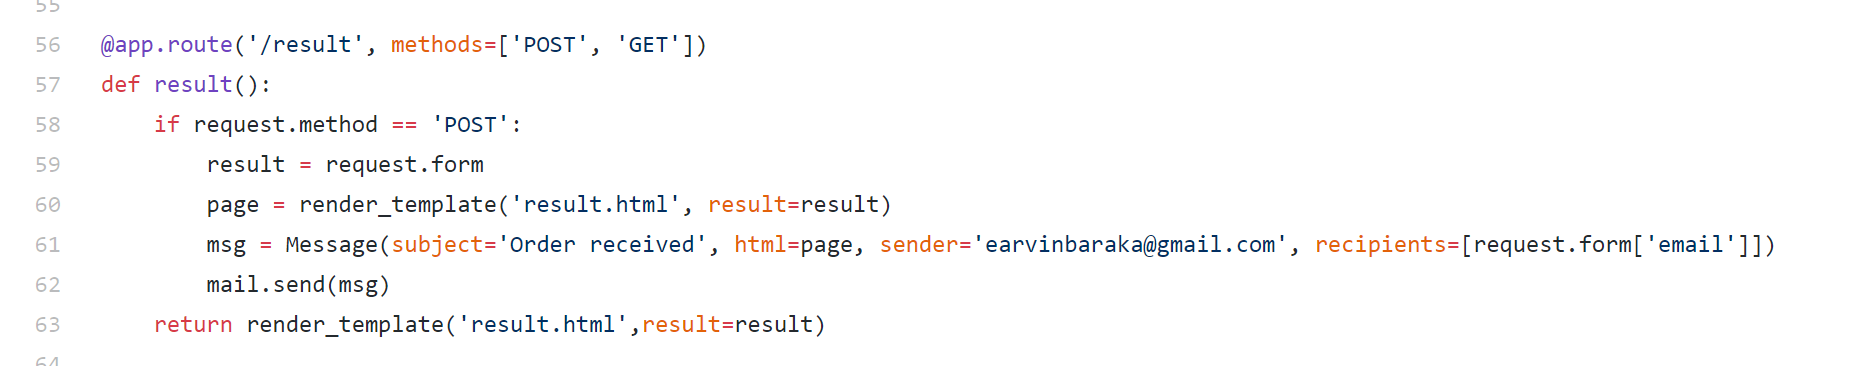 55
56 @app.route('/result', methods=['POST', 'GET'])
57 def result():
58     if request.method == 'POST':
59         result = request.form
60         page = render_template('result.html', result=result)
61         msg = Message(subject='Order received', html=page, sender='earvinbaraka@gmail.com', recipients=[request.form['email']])
62         mail.send(msg)
63     return render_template('result.html',result=result)
64